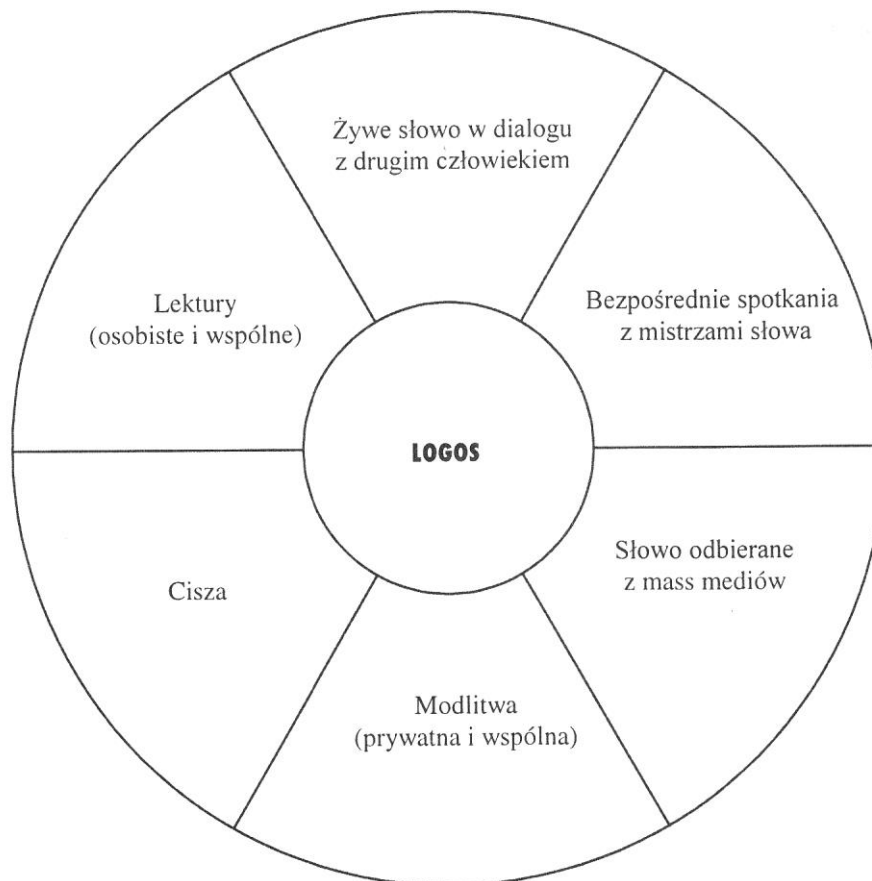 Żywe słowo w dialogu
z drugim człowiekiem
Bezpośrednie spotkania
z mistrzami słowa
Słowo odbierane
z mass mediów
Modlitwa
(prywatna i wspólna)
Cisza
Lektury
(osobiste i wspólne)
LOGOS